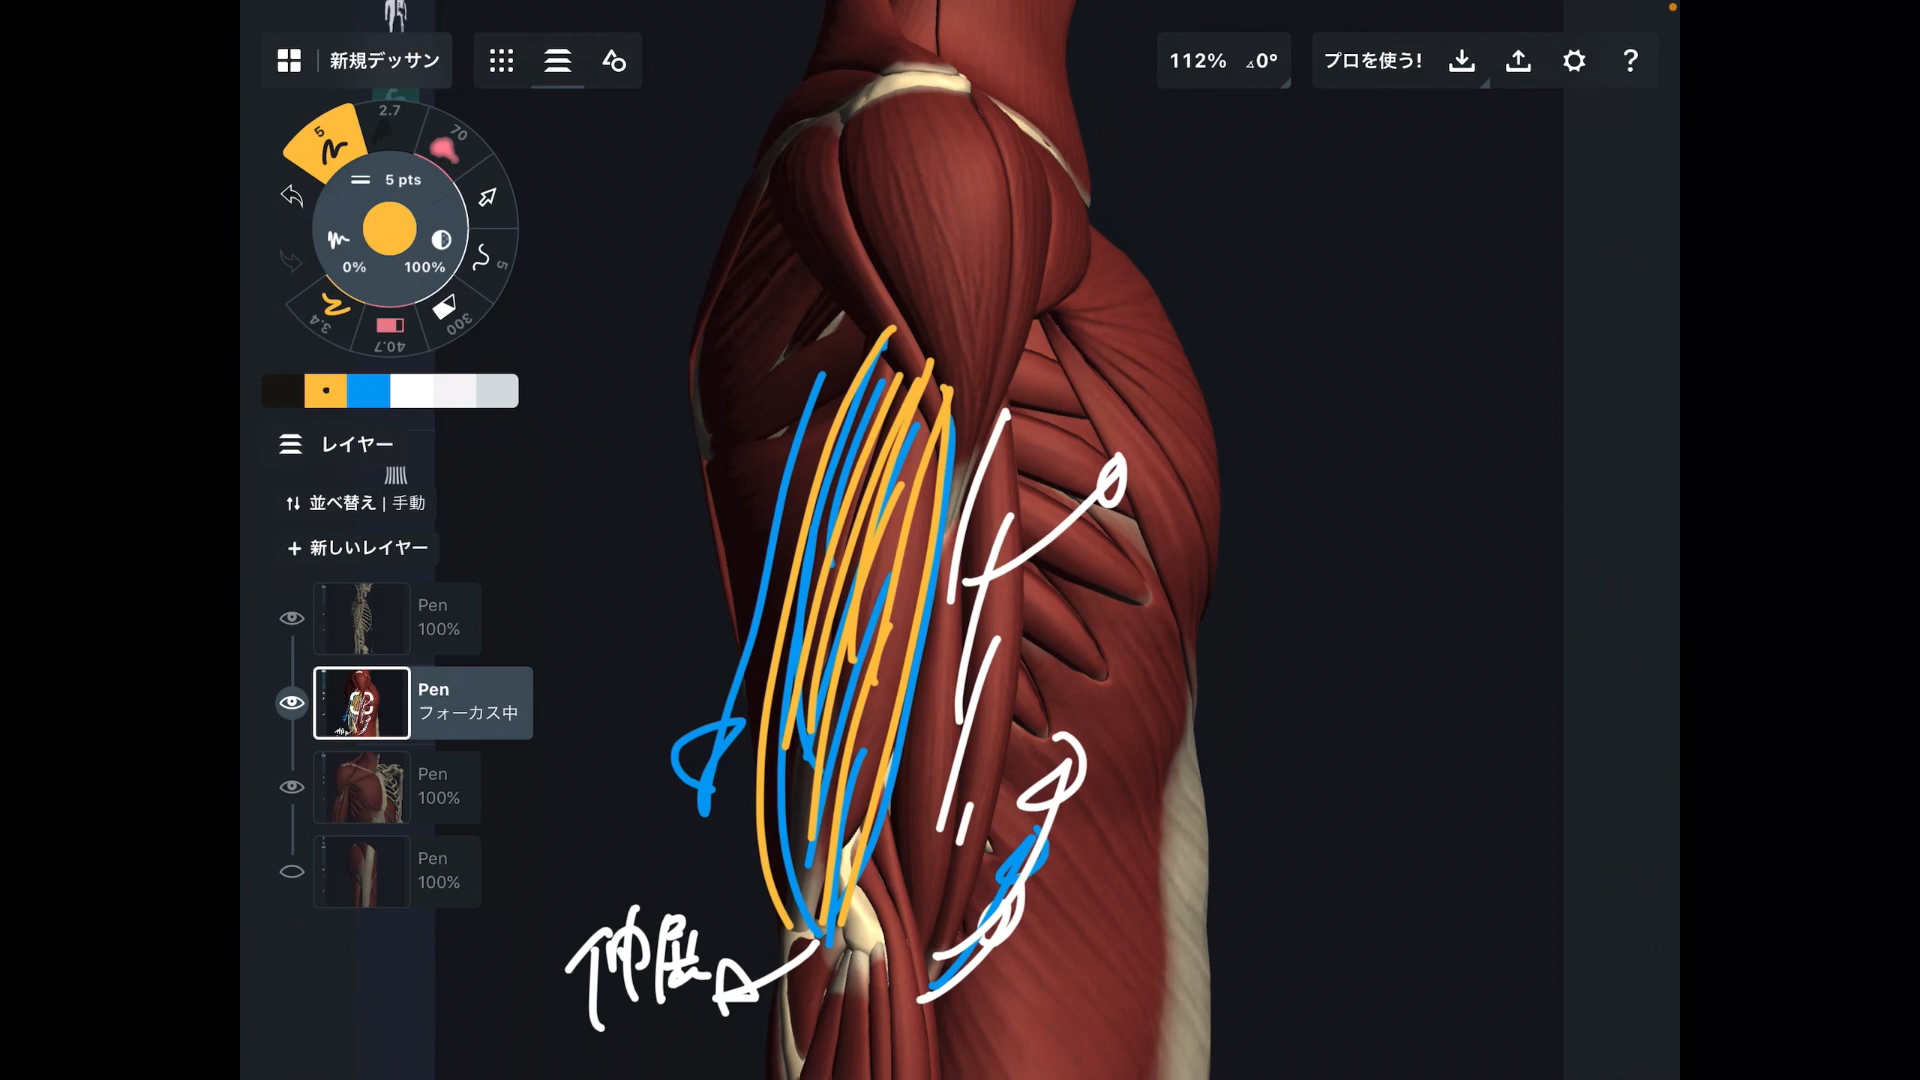 新規デッサン
112% ⊿0°
プロを使う! ?
2.7
5
70
5 pts
0% 100%
5
3.4
40.7
300
レイヤー
並べ替え | 手動
+ 新しいレイヤー
Pen
100%
Pen
フォーカス中
Pen
100%
Pen
100%
伸展